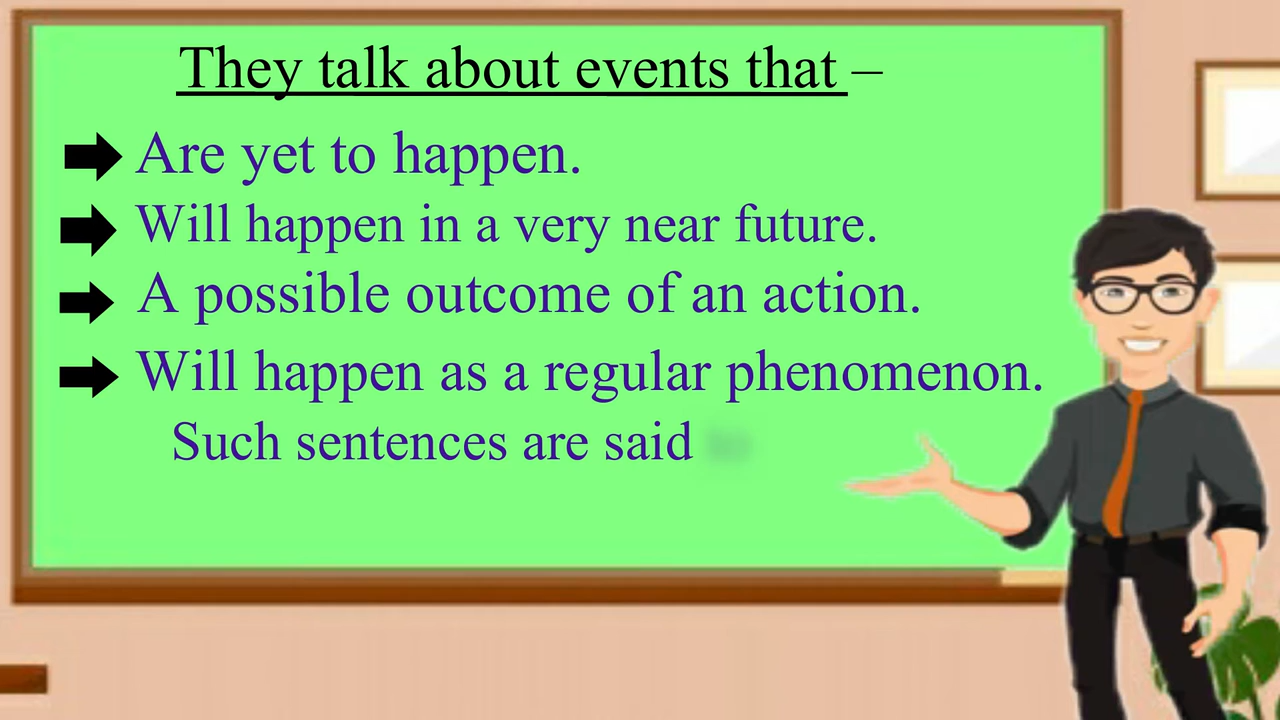 They talk about events that –
Are yet to happen.
Will happen in a very near future.
A possible outcome of an action.
Will happen as a regular phenomenon.
Such sentences are said